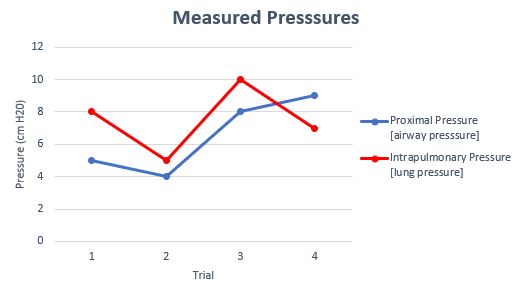 Measured Presssures
12
10
8
6
4
2
0
Pressure (cm H20)
1 2 3 4
Trial
Proximal Pressure
[airway presssure]
Intrapulmonary Pressure
[lung pressure]